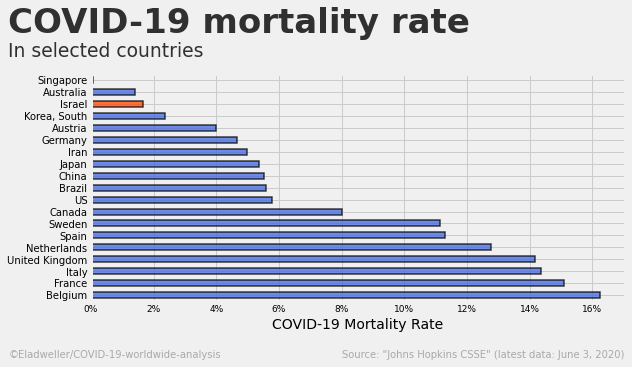 COVID-19 mortality rate
In selected countries
Singapore
Australia
Israel
Korea, South
Austria
Germany
Iran
Japan
China
Brazil
US
Canada
Sweden
Spain
Netherlands
United Kingdom
Italy
France
Belgium
0% 2% 4% 6% 8% 10% 12% 14% 16%
COVID-19 Mortality Rate
©Eladweller/COVID-19-worldwide-analysis Source: "Johns Hopkins CSSE" (latest data: June 3, 2020)